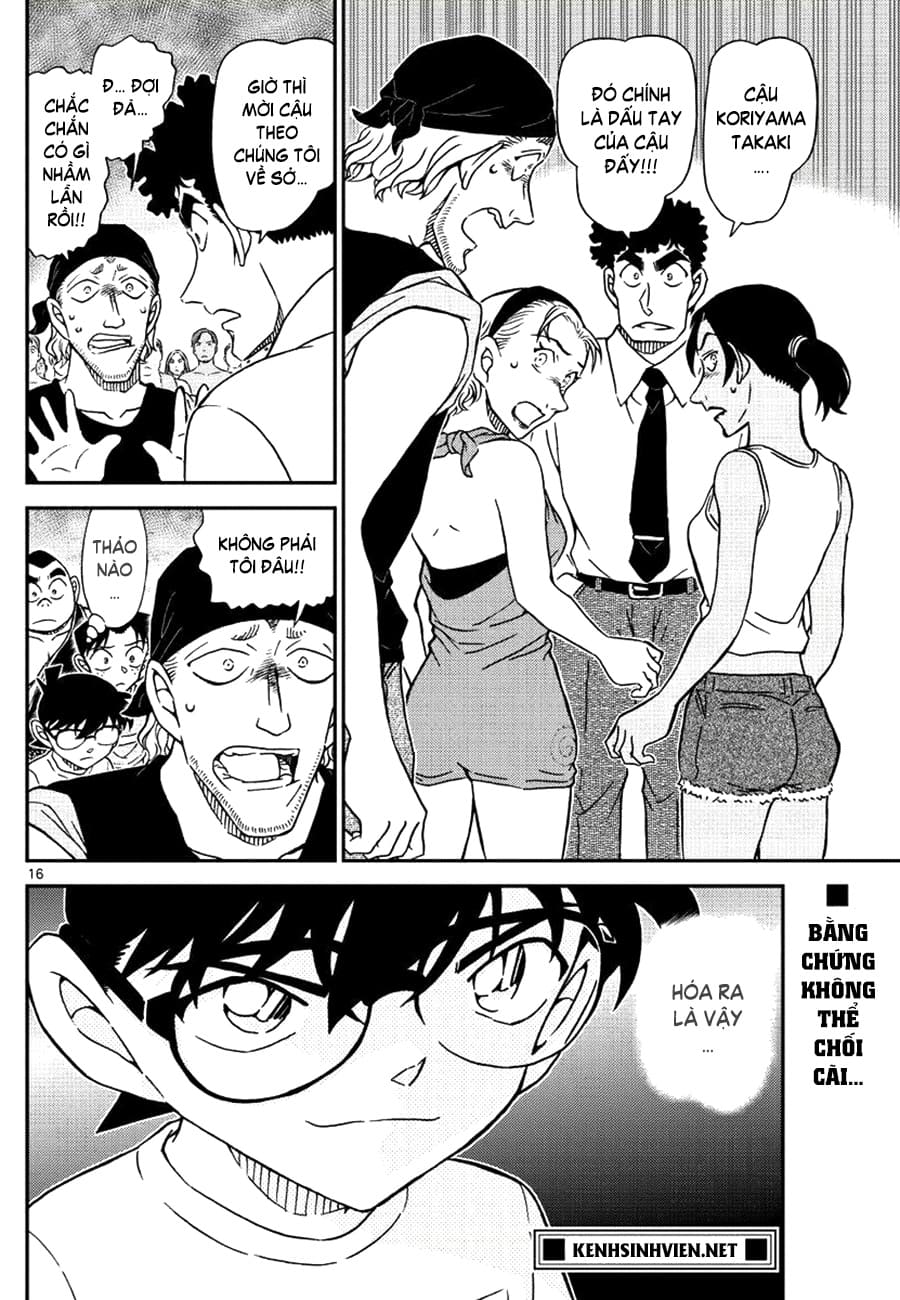 CẬU
KORIYAMA
TAKAKI
....
ĐÓ CHÍNH
LÀ DẤU TAY
CỦA CẬU
ĐẤY!!!
GIỜ THÌ
MỜI CẬU
THEO
CHÚNG TÔI
VỀ SỞ...
Đ... ĐỢI
ĐÃ...
CHẮC
CHẮN
CÓ GÌ
NHẦM
LẪN
RỒI!!
KHÔNG PHẢI
TÔI ĐÂU!!
THẢO
NÀO
...
16
HÓA RA
LÀ VẬY
...
BẰNG
CHỨNG
KHÔNG
THỂ
CHỐI
CÃI...
KENHSINHVIEN.NET